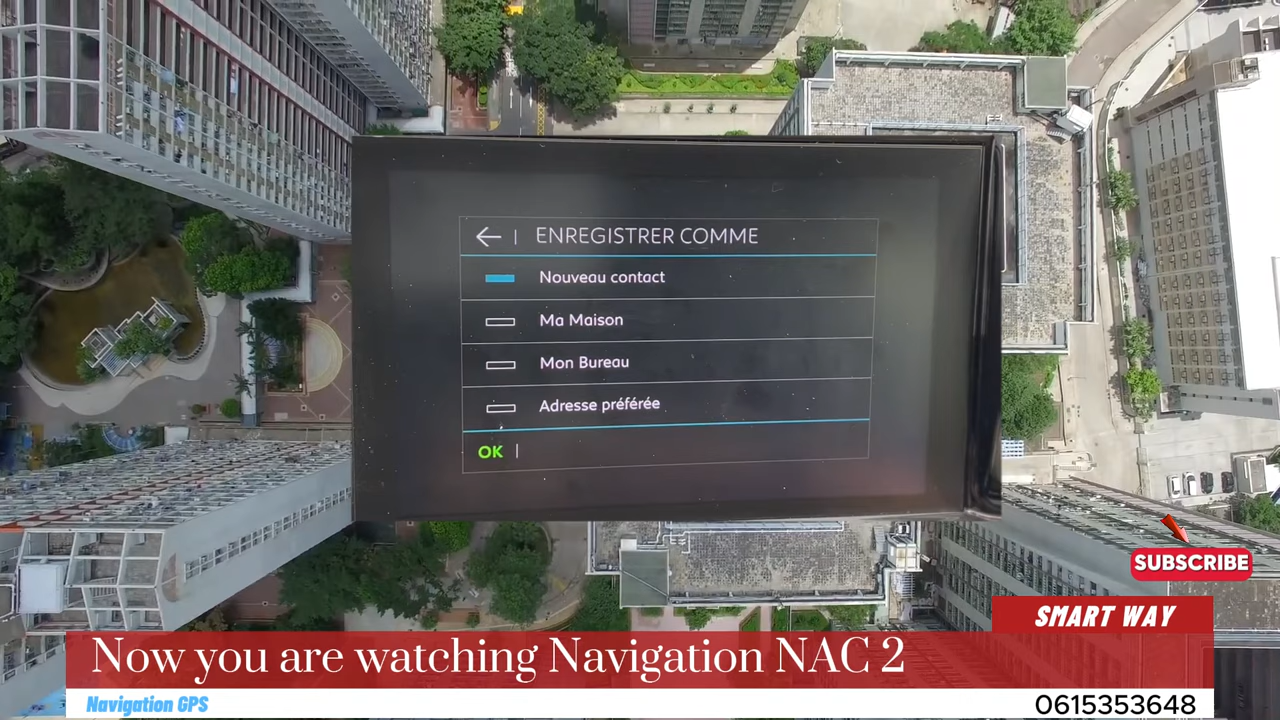 ← | ENREGISTRER COMME
Nouveau contact
Ma Maison
Mon Bureau
Adresse préférée
OK |
SUBSCRIBE
SMART WAY
Now you are watching Navigation NAC 2
Navigation GPS
0615353648